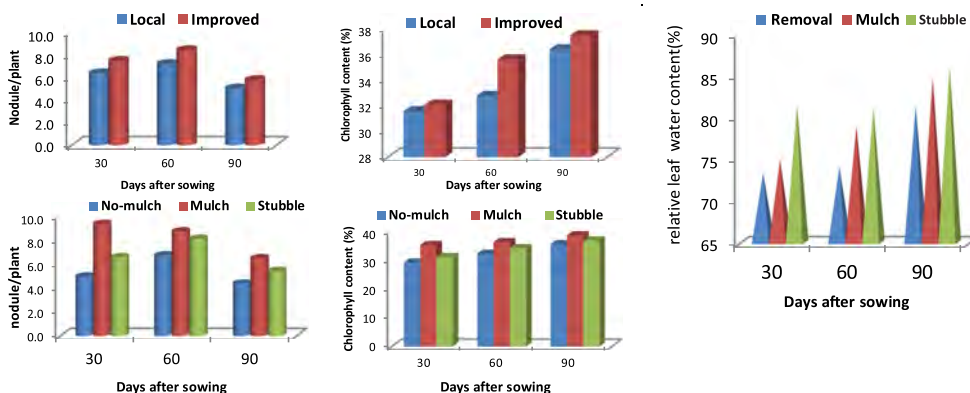 Local Improved
Nodule/plant
10.0
8.0
6.0
4.0
2.0
0.0
30 60 90
Days after sowing
Local Improved
Chlorophyll content (%)
38
36
34
32
30
28
30 60 90
Days after sowing
No-mulch Mulch Stubble
nodule/plant
10.0
8.0
6.0
4.0
2.0
0.0
30 60 90
Days after sowing
No-mulch Mulch Stubble
Chlorophyll content (%)
40
30
20
10
0
30 60 90
Days after sowing
Removal Mulch Stubble
relative leaf water content(%)
90
85
80
75
70
65
30 60 90
Days after sowing